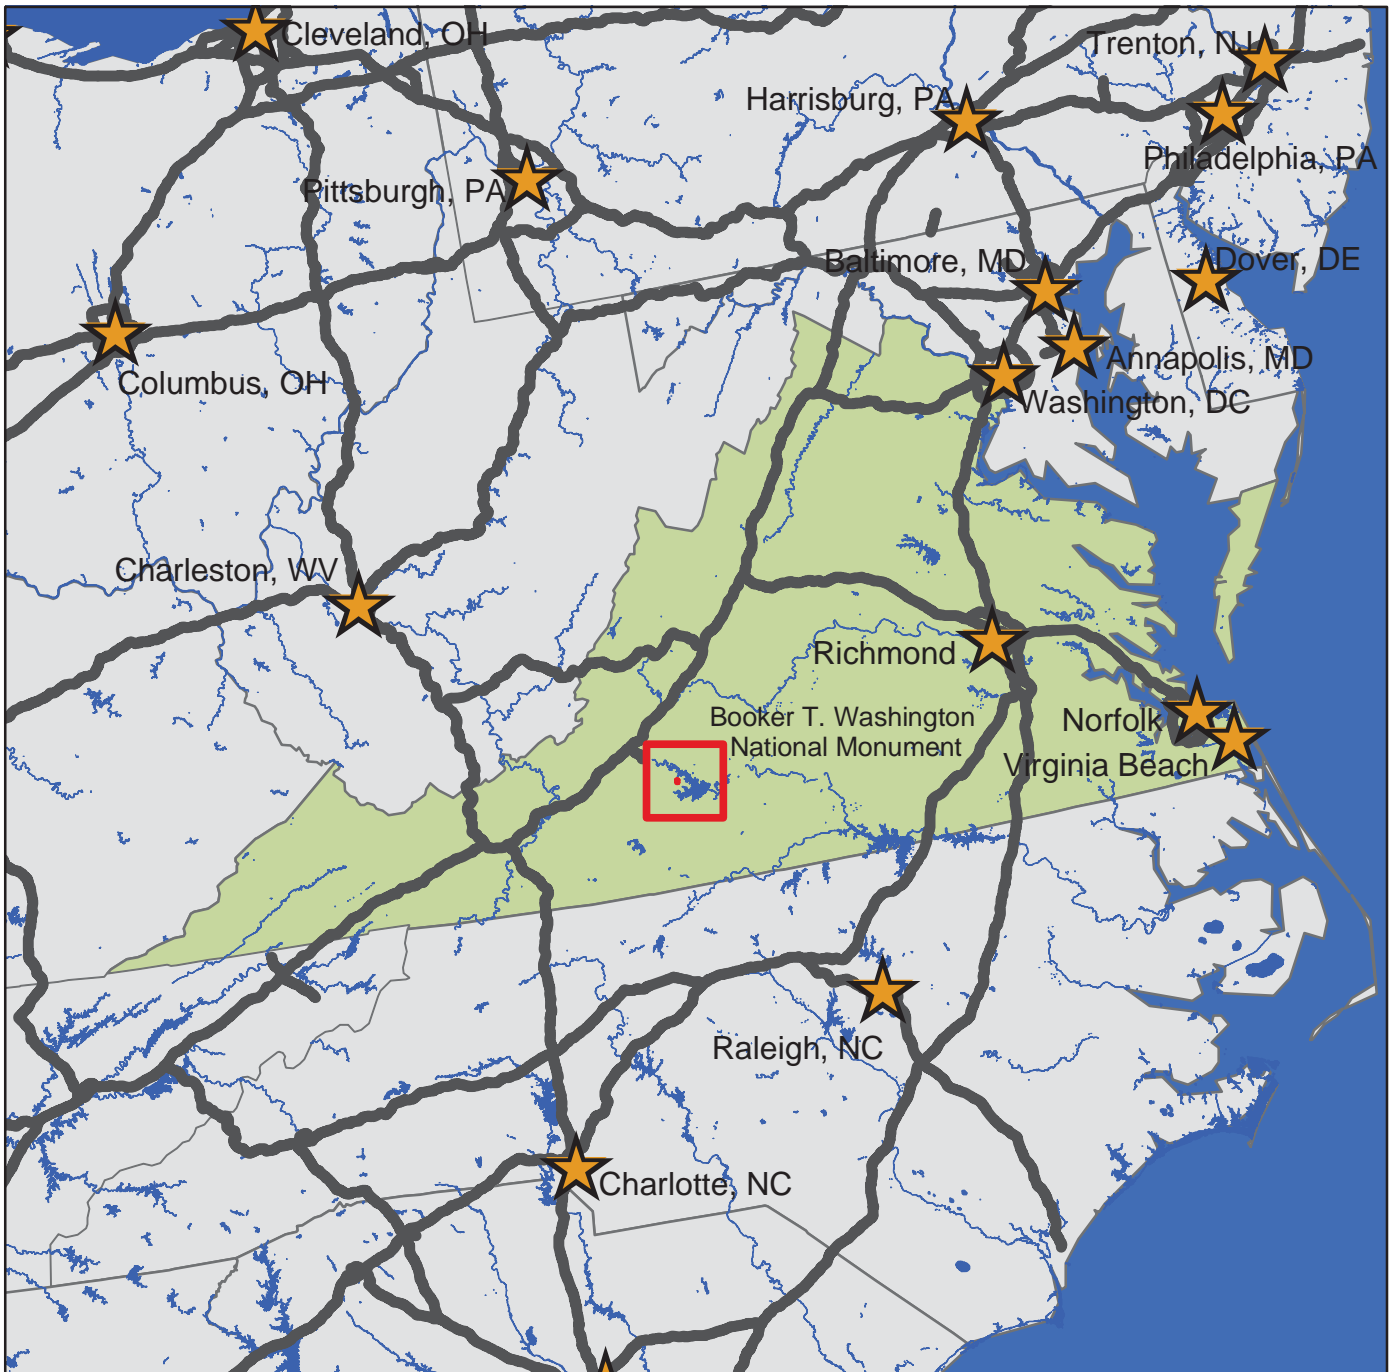 Cleveland, OH
Trenton, NJ
Harrisburg, PA
Philadelphia, PA
Pittsburgh, PA
Baltimore, MD
Dover, DE
Annapolis, MD
Columbus, OH
Washington, DC
Charleston, WV
Richmond
Booker T. Washington
National Monument
Norfolk
Virginia Beach
Raleigh, NC
Charlotte, NC